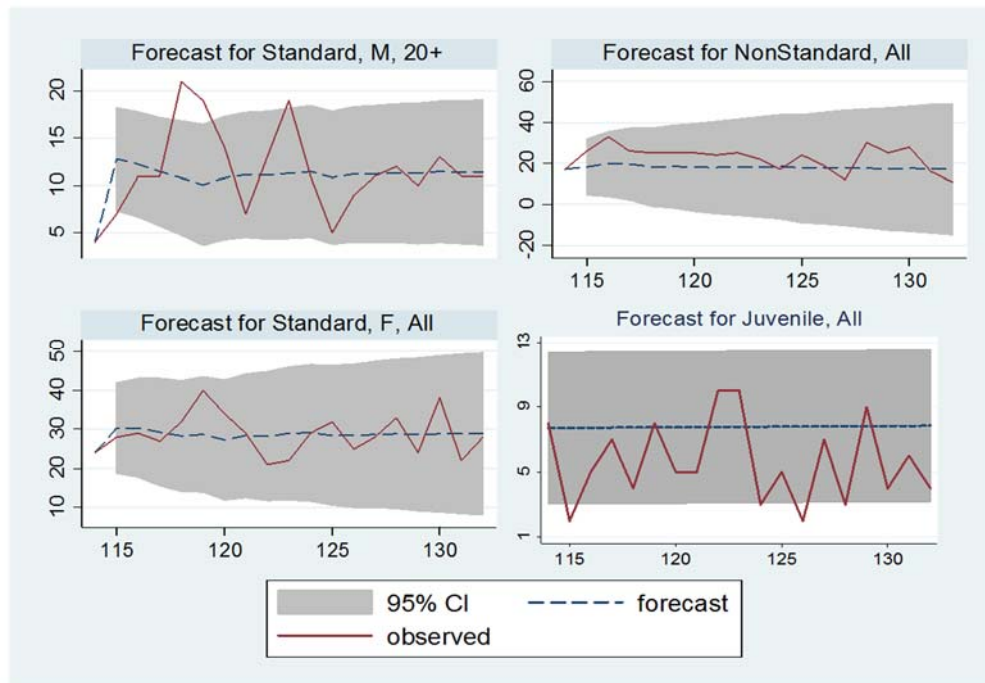 Forecast for Standard, M, 20+
20
15
10
5
Forecast for NonStandard, All
60
40
20
0
-20
115 120 125 130
Forecast for Standard, F, All
50
40
30
20
10
115 120 125 130
Forecast for Juvenile, All
13
9
5
1
115 120 125 130
95% CI forecast
observed